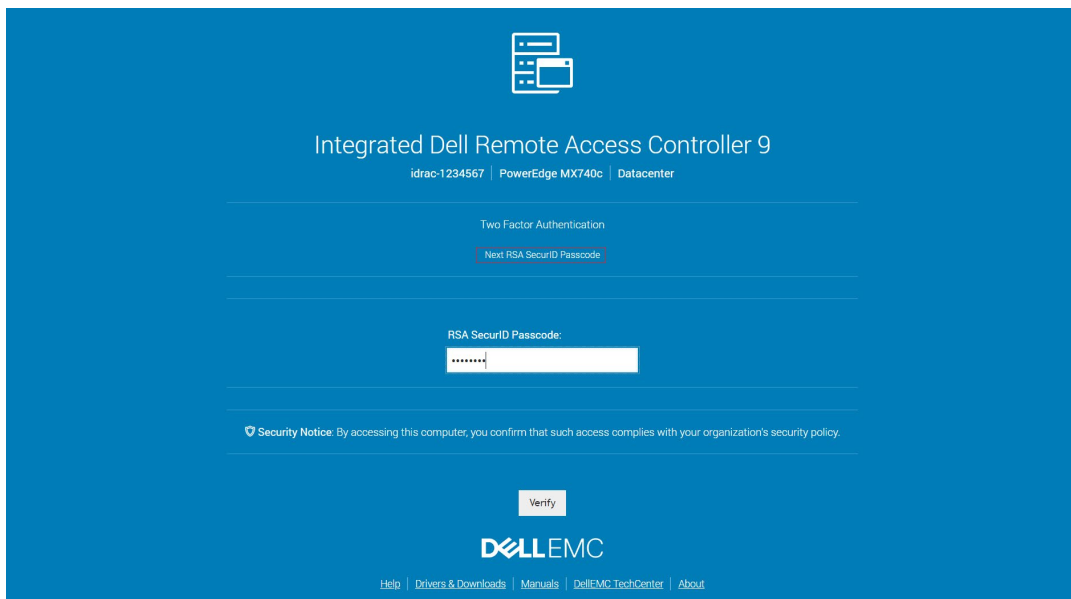 Integrated Dell Remote Access Controller 9
idrac-1234567 | PowerEdge MX740c | Datacenter
Two Factor Authentication
Next RSA SecurID Passcode
RSA SecurID Passcode:
••••••••
Security Notice: By accessing this computer, you confirm that such access complies with your organization's security policy.
Verify
DELLEMC
Help | Drivers & Downloads | Manuals | DellEMC TechCenter | About